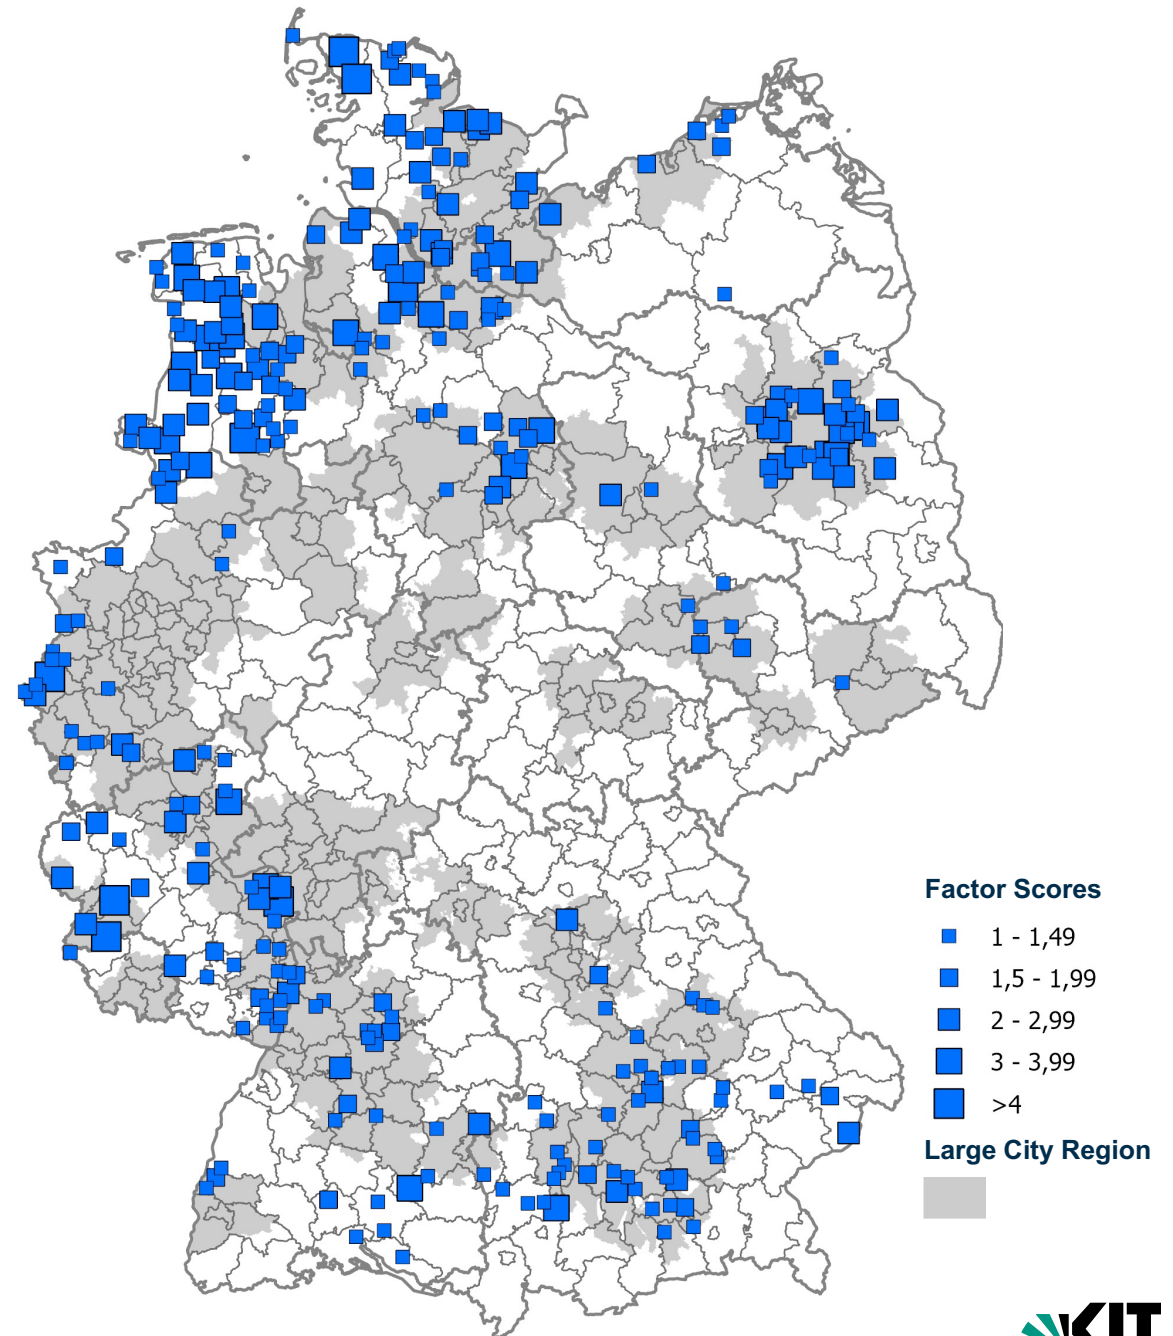 Factor Scores
1 - 1,49
1,5 - 1,99
2 - 2,99
3 - 3,99
>4
Large City Region
KIT